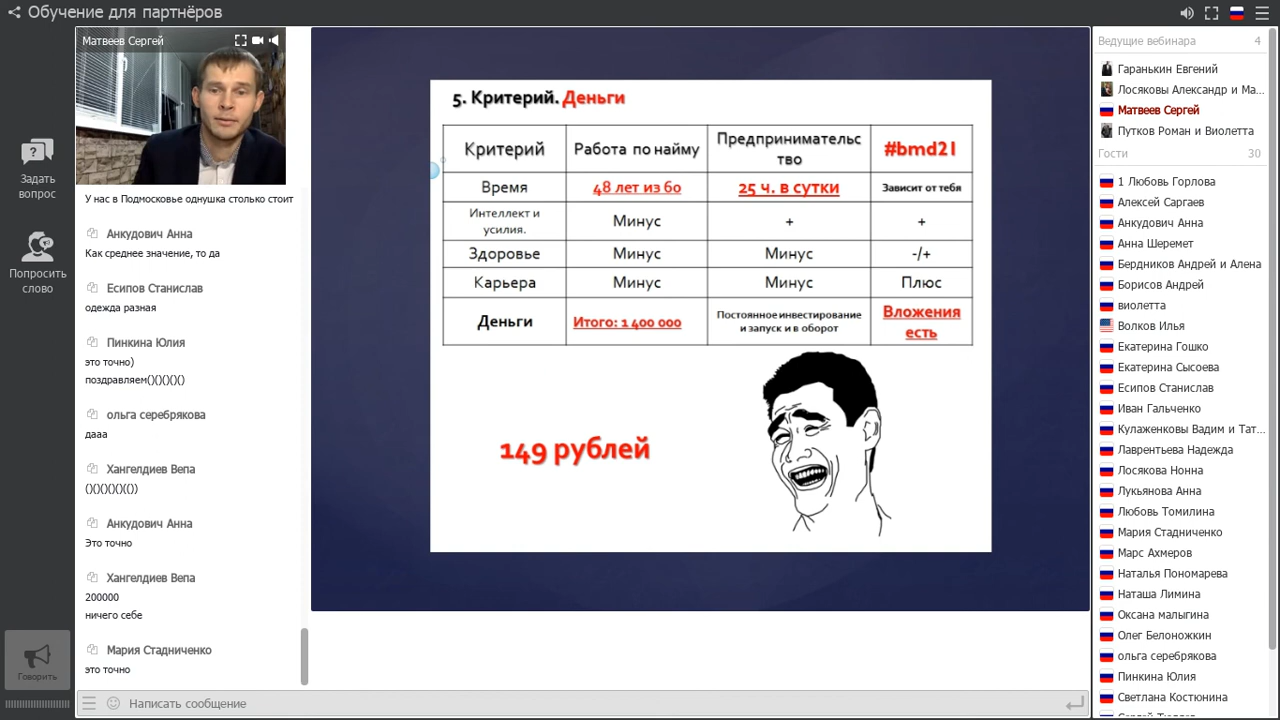 Обучение для партнёров
Матвеев Сергей
Задать
вопрос
Попросить
слово
Говорить
У нас в Подмосковье однушка столько стоит
Анкудович Анна
Как среднее значение, то да
Есипов Станислав
одежда разная
Пинкина Юлия
это точно)
поздравляем()()()()()
ольга серебрякова
дааа
Хангелдиев Вепа
()()()()()(())
Анкудович Анна
Это точно
Хангелдиев Вепа
200000
ничего себе
Мария Стадниченко
это точно
Написать сообщение
5. Критерий. Деньги
Критерий Работа по найму Предпринимательс
тво #bmd21
Время 48 лет из 60 25 ч. в сутки Зависит от тебя
Интеллект и
усилия. Минус + +
Здоровье Минус Минус -/+
Карьера Минус Минус Плюс
Деньги Итого: 1 400 000 Постоянное инвестирование
и запуск и в оборот Вложения
есть
149 рублей
Ведущие вебинара 4
Гаранькин Евгений
Лосяковы Александр и Ма...
Матвеев Сергей
Путков Роман и Виолетта
Гости 30
1 Любовь Горлова
Алексей Саргаев
Анкудович Анна
Анна Шеремет
Бердников Андрей и Алена
Борисов Андрей
виолетта
Волков Илья
Екатерина Гошко
Екатерина Сысоева
Есипов Станислав
Иван Гальченко
Кулаженковы Вадим и Тат...
Лаврентьева Надежда
Лосякова Нонна
Лукьянова Анна
Любовь Томилина
Мария Стадниченко
Марс Ахмеров
Наталья Пономарева
Наташа Лимина
Оксана малыгина
Олег Белоножкин
ольга серебрякова
Пинкина Юлия
Светлана Костюнина